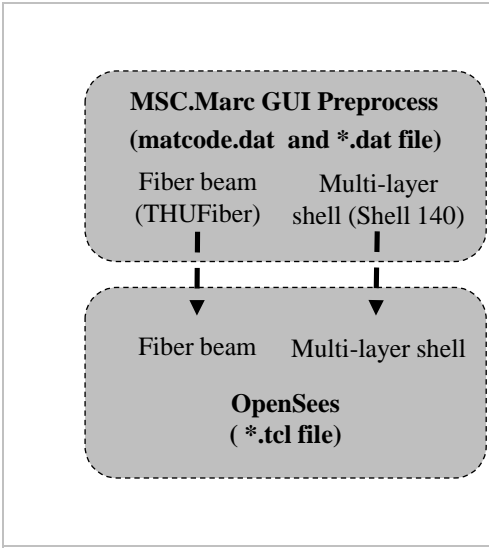 MSC.Marc GUI Preprocess
(matcode.dat and *.dat file)
Fiber beam
(THUFiber)
Multi-layer
shell (Shell 140)
Fiber beam
Multi-layer shell
OpenSees
( *.tcl file)